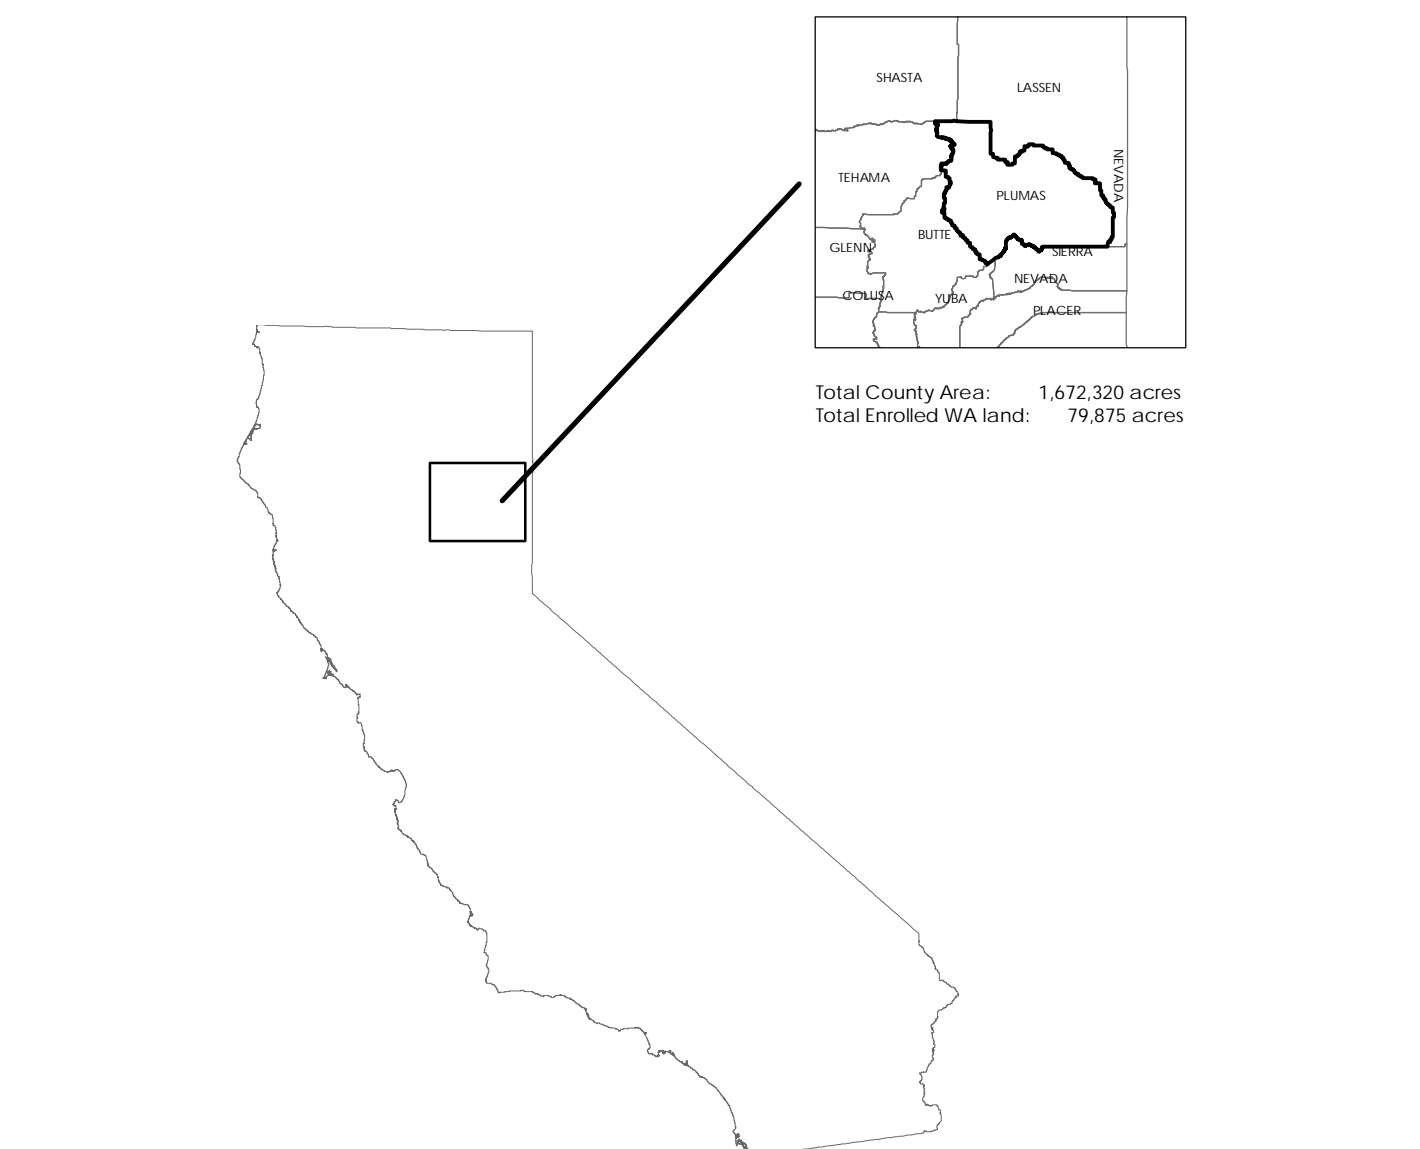 SHASTA
LASSEN
NEVADA
TEHAMA
PLUMAS
BUTTE
GLENN
SIERRA
NEVADA
COLUSA
YUBA
PLACER
Total County Area: 1,672,320 acres
Total Enrolled WA land: 79,875 acres